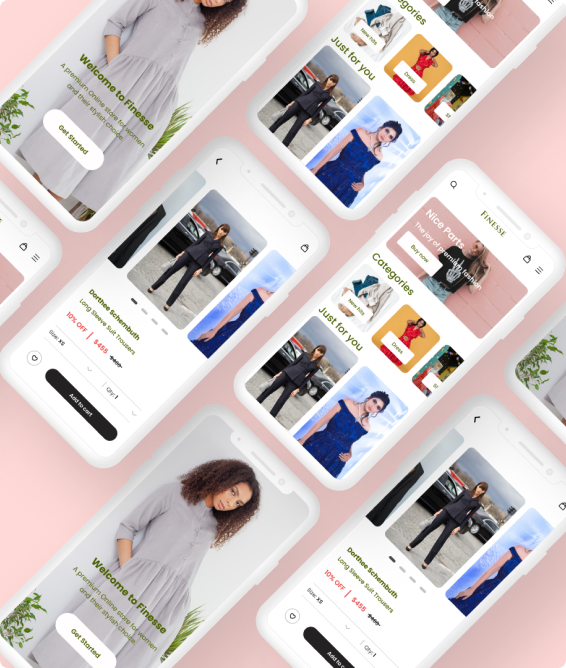 Welcome to Finesse
A premium Online store for women
and their stylish choice.
Get Started
Categories
New hits
Dress
Just for you
Dorthee Schembuth
Long Sleeve Suit Trousers
10% OFF | $455
Size: XS
Qty: 1
Add to cart
FINESSE
Nice Parts
The joy of premium fashion
Buy now
Categories
New hits
Dress
Just for you
Welcome to Finesse
A premium Online store for women
and their stylish choice.
Get Started
Dorthee Schembuth
Long Sleeve Suit Trousers
10% OFF | $455
Size: XS
Qty: 1
Add to cart